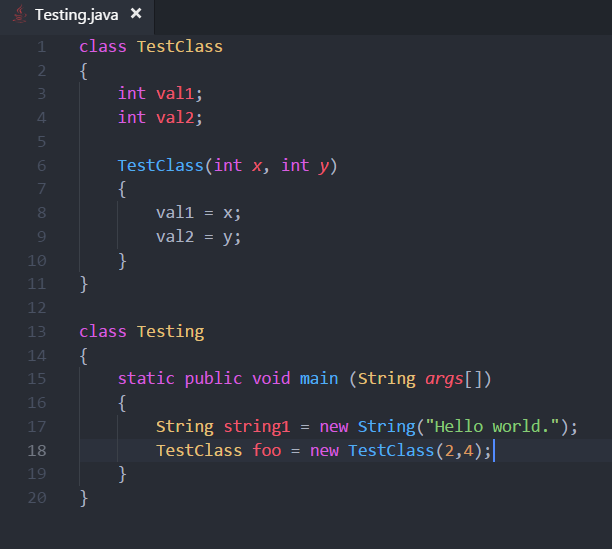 Testing.java ×
1 class TestClass
2 {
3     int val1;
4     int val2;
5
6     TestClass(int x, int y)
7     {
8         val1 = x;
9         val2 = y;
10     }
11 }
12
13 class Testing
14 {
15     static public void main (String args[])
16     {
17         String string1 = new String("Hello world.");
18         TestClass foo = new TestClass(2,4);
19     }
20 }